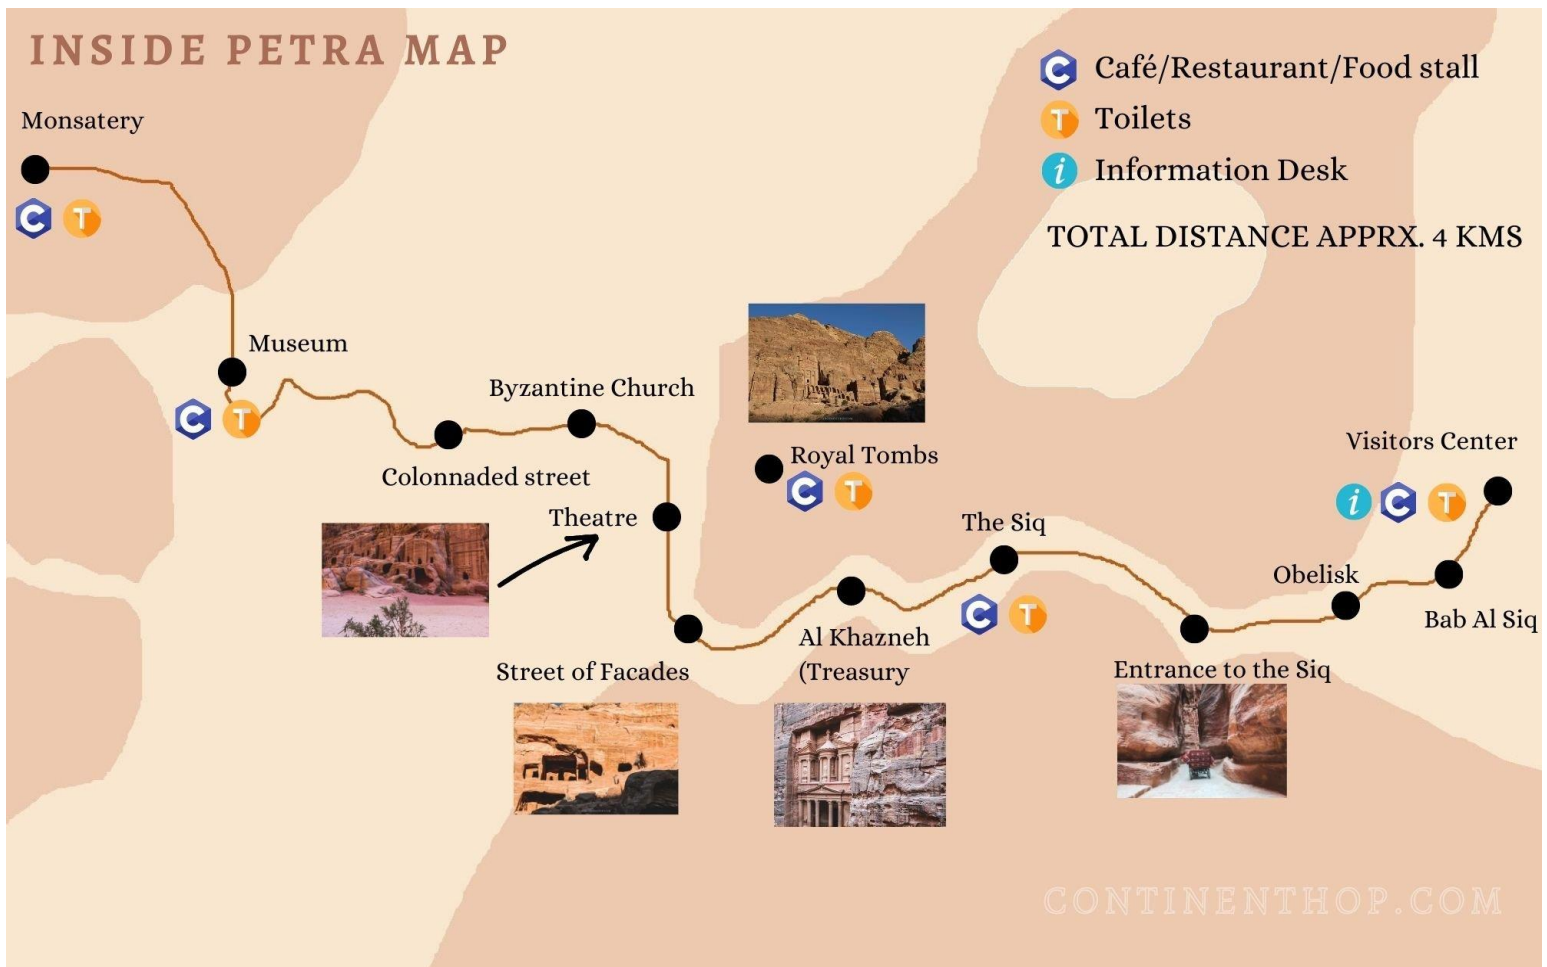 INSIDE PETRA MAP
C Café/Restaurant/Food stall
T Toilets
i Information Desk
TOTAL DISTANCE APPRX. 4 KMS
Monsatery
C T
Museum
C T
Byzantine Church
Colonnaded street
Royal Tombs
C T
Theatre
Visitors Center
i C T
The Siq
C T
Obelisk
Bab Al Siq
Al Khazneh
(Treasury
Street of Facades
Entrance to the Siq
CONTINENTHOP.COM